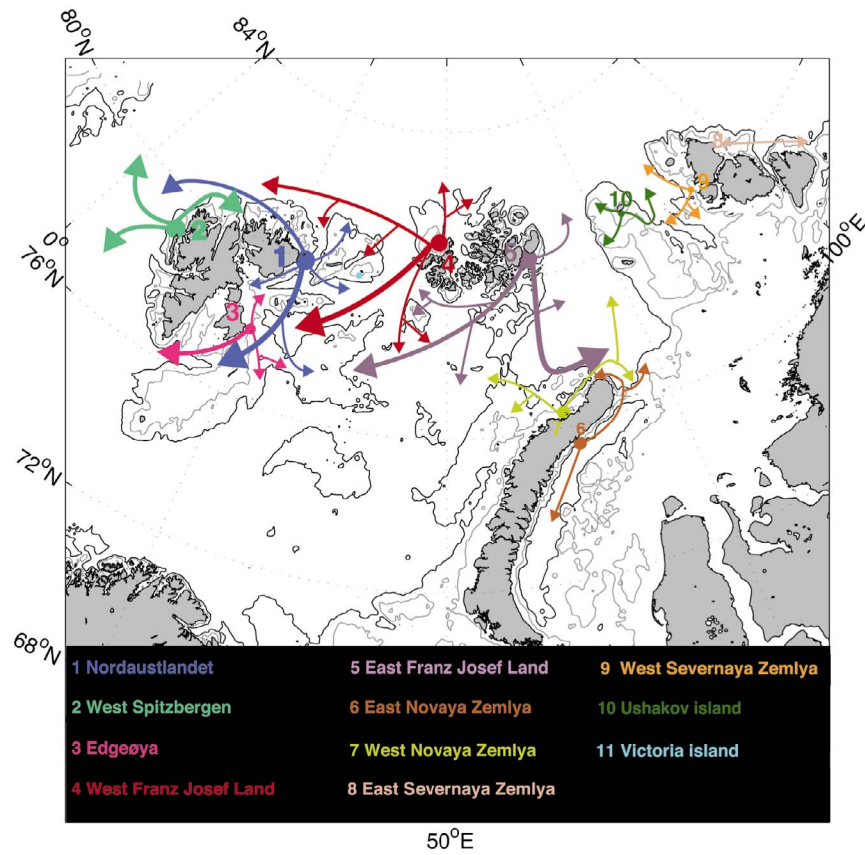 80°N
84°N
8
9
10
2
0°
1
4
5
76°N
100°E
3
7
6
72°N
68°N
1 Nordaustlandet
5 East Franz Josef Land
9 West Severnaya Zemlya
2 West Spitzbergen
6 East Novaya Zemlya
10 Ushakov island
3 Edgeøya
7 West Novaya Zemlya
11 Victoria island
4 West Franz Josef Land
8 East Severnaya Zemlya
50°E